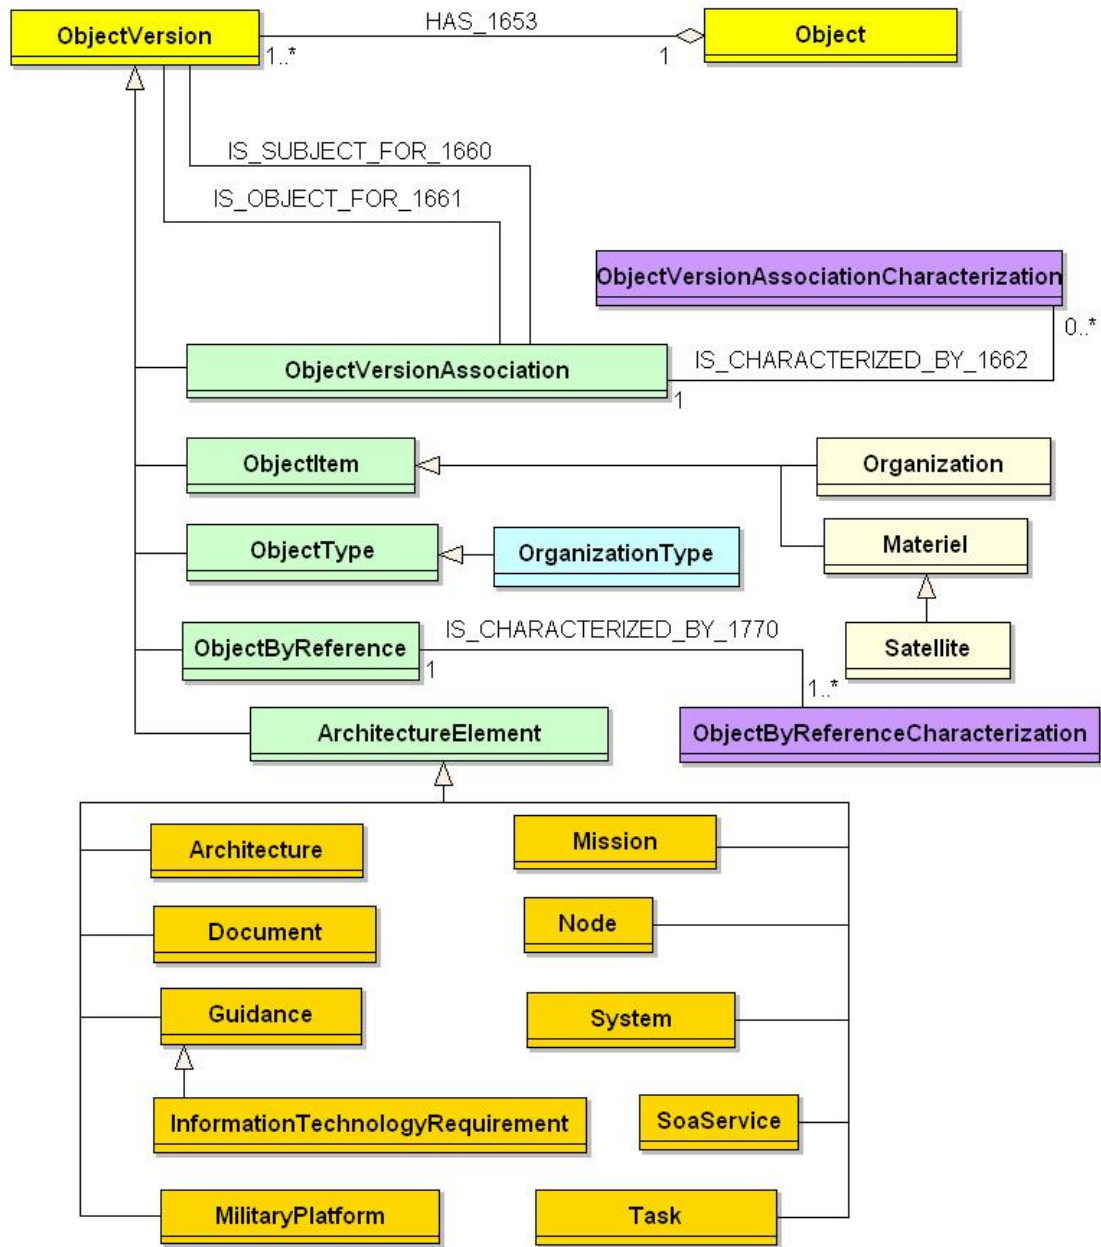 ObjectVersion
HAS_1653
Object
1..*
1
IS_SUBJECT_FOR_1660
IS_OBJECT_FOR_1661
ObjectVersionAssociationCharacterization
0..*
ObjectVersionAssociation
IS_CHARACTERIZED_BY_1662
1
ObjectItem
Organization
ObjectType
OrganizationType
Materiel
ObjectByReference
IS_CHARACTERIZED_BY_1770
1
Satellite
1..*
ArchitectureElement
ObjectByReferenceCharacterization
Architecture
Mission
Document
Node
Guidance
System
InformationTechnologyRequirement
SoaService
MilitaryPlatform
Task